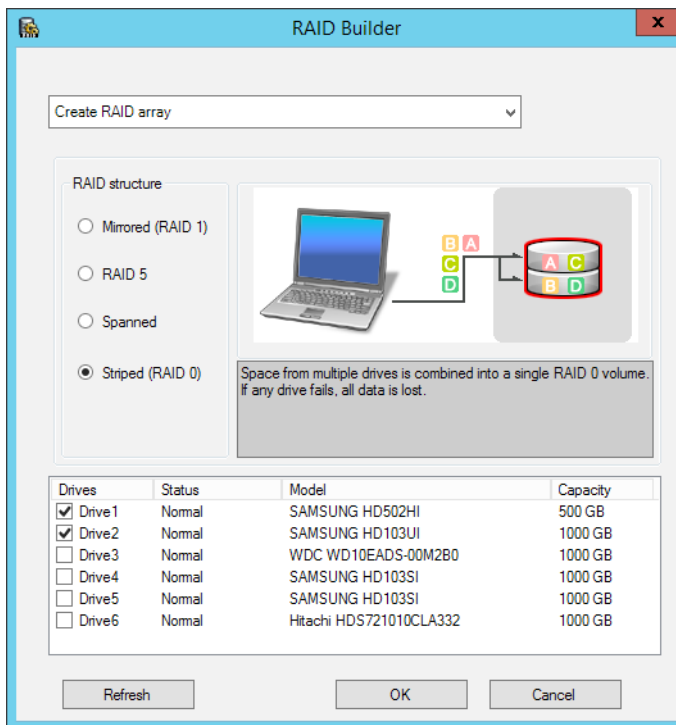 RAID Builder
x
Create RAID array
RAID structure
Mirrored (RAID 1)
RAID 5
Spanned
Striped (RAID 0)
B A
C
D
A C
B D
Space from multiple drives is combined into a single RAID 0 volume.
If any drive fails, all data is lost.
Drives Status Model Capacity
Drive1 Normal SAMSUNG HD502HI 500 GB
Drive2 Normal SAMSUNG HD103UI 1000 GB
Drive3 Normal WDC WD10EADS-00M2B0 1000 GB
Drive4 Normal SAMSUNG HD103SI 1000 GB
Drive5 Normal SAMSUNG HD103SI 1000 GB
Drive6 Normal Hitachi HDS721010CLA332 1000 GB
Refresh OK Cancel